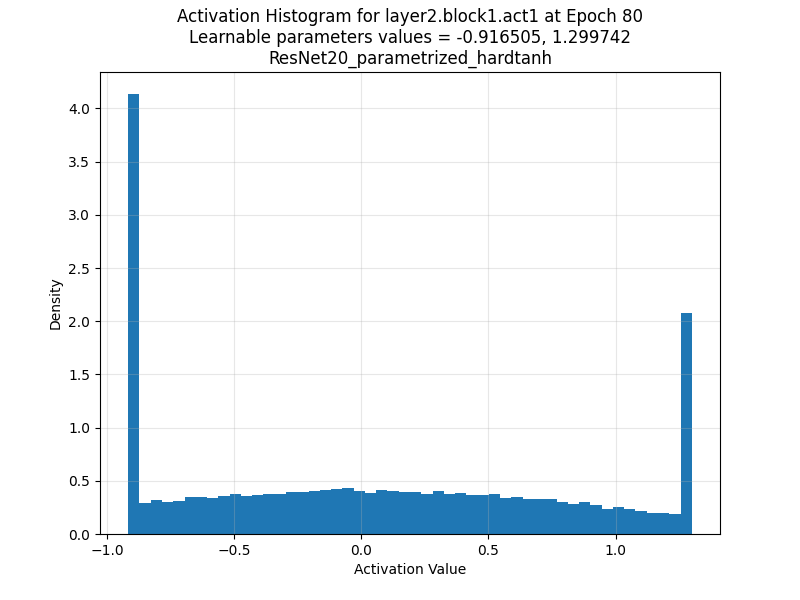 Activation Histogram for layer2.block1.act1 at Epoch 80
Learnable parameters values = -0.916505, 1.299742
ResNet20_parametrized_hardtanh
4.0
3.5
3.0
2.5
2.0
1.5
1.0
0.5
0.0
Density
−1.0 −0.5 0.0 0.5 1.0
Activation Value